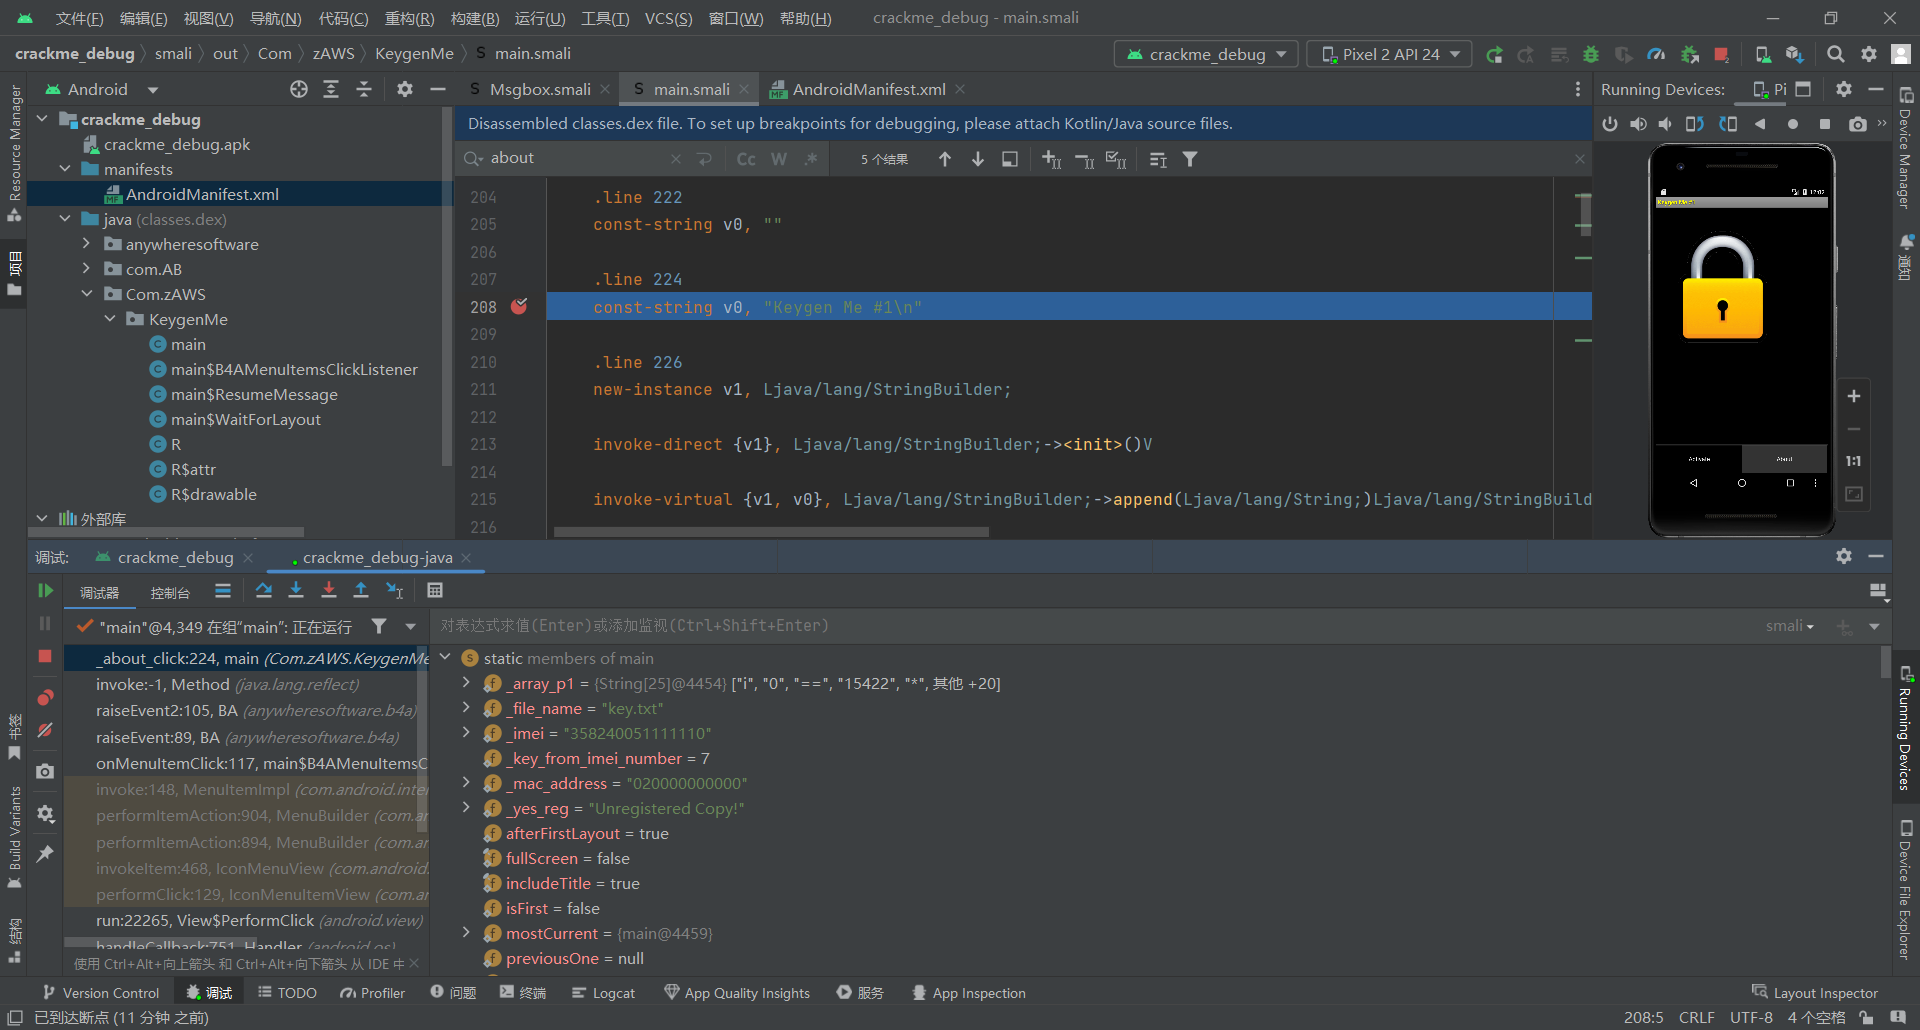 文件(F) 编辑(E) 视图(V) 导航(N) 代码(C) 重构(R) 构建(B) 运行(U) 工具(T) VCS(S) 窗口(W) 帮助(H) crackme_debug - main.smali
crackme_debug smali out Com zAWS KeygenMe S main.smali crackme_debug Pixel 2 API 24
Resource Manager
项目
书签
Build Variants
结构
Android
crackme_debug
crackme_debug.apk
manifests
AndroidManifest.xml
java (classes.dex)
anywheresoftware
com.AB
Com.zAWS
KeygenMe
main
main$B4AMenuItemsClickListener
main$ResumeMessage
main$WaitForLayout
R
R$attr
R$drawable
外部库
S Msgbox.smali S main.smali AndroidManifest.xml
Disassembled classes.dex file. To set up breakpoints for debugging, please attach Kotlin/Java source files.
about Cc W .* 5 个结果
204 .line 222
205 const-string v0, ""
206
207 .line 224
208 const-string v0, "Keygen Me #1\n"
209
210 .line 226
211 new-instance v1, Ljava/lang/StringBuilder;
212
213 invoke-direct {v1}, Ljava/lang/StringBuilder;-><init>()V
214
215 invoke-virtual {v1, v0}, Ljava/lang/StringBuilder;->append(Ljava/lang/String;)Ljava/lang/StringBuild
216
Running Devices: Pi
Keygen Me #1
Activate About
1:1
Device Manager
通知
Running Devices
Device File Explorer
调试: crackme_debug crackme_debug-java
调试器 控制台
"main"@4,349 在组"main": 正在运行
_about_click:224, main (Com.zAWS.KeygenMe
invoke:-1, Method (java.lang.reflect)
raiseEvent2:105, BA (anywheresoftware.b4a)
raiseEvent:89, BA (anywheresoftware.b4a)
onMenuItemClick:117, main$B4AMenuItemsC
invoke:148, MenuItemImpl (com.android.inter
performItemAction:904, MenuBuilder (com.ar
performItemAction:894, MenuBuilder (com.ar
invokeItem:468, IconMenuView (com.android.
performClick:129, IconMenuItemView (com.ar
run:22265, View$PerformClick (android.view)
handleCallback:751, Handler (android.os)
使用 Ctrl+Alt+向上箭头 和 Ctrl+Alt+向下箭头 从 IDE 中
对表达式求值(Enter)或添加监视(Ctrl+Shift+Enter) smali
static members of main
_array_p1 = {String[25]@4454} ["i", "0", "==", "15422", "*", 其他 +20]
_file_name = "key.txt"
_imei = "358240051111110"
_key_from_imei_number = 7
_mac_address = "020000000000"
_yes_reg = "Unregistered Copy!"
afterFirstLayout = true
fullScreen = false
includeTitle = true
isFirst = false
mostCurrent = {main@4459}
previousOne = null
Version Control 调试 TODO Profiler 问题 终端 Logcat App Quality Insights 服务 App Inspection Layout Inspector
已到达断点 (11 分钟 之前) 208:5 CRLF UTF-8 4 个空格